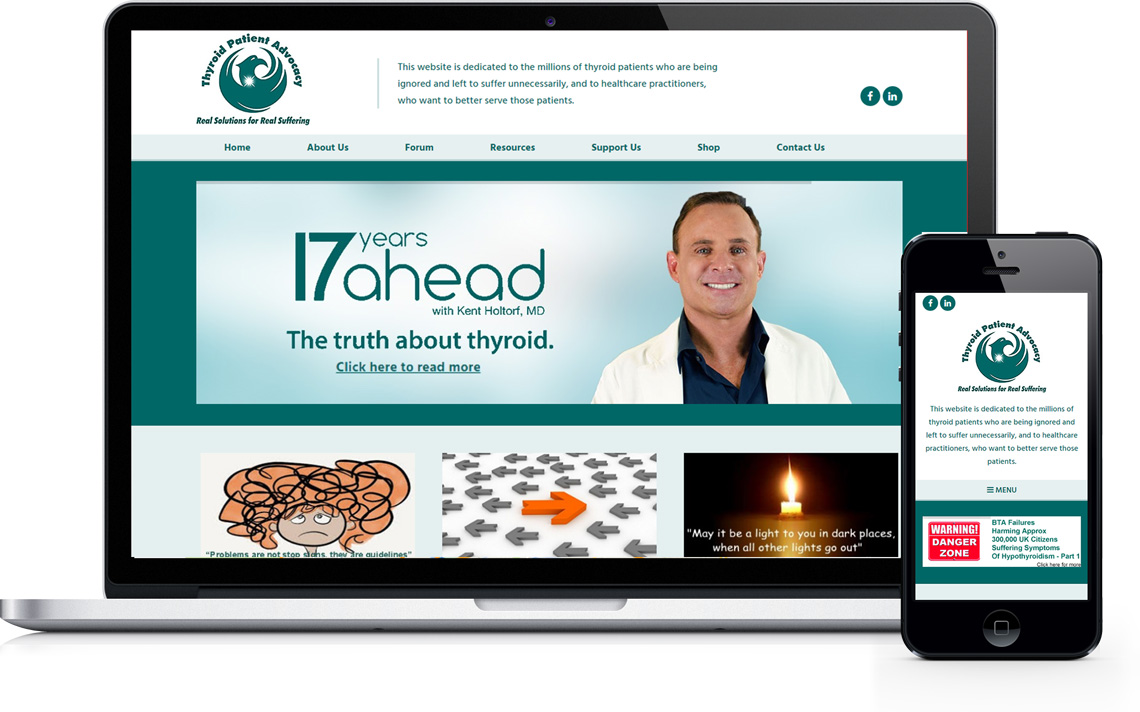 Thyroid Patient Advocacy
Real Solutions for Real Suffering
This website is dedicated to the millions of thyroid patients who are being
ignored and left to suffer unnecessarily, and to healthcare practitioners,
who want to better serve those patients.
f in
Home About Us Forum Resources Support Us Shop Contact Us
17 years
ahead
with Kent Holtorf, MD
The truth about thyroid.
Click here to read more
"Problems are not stop signs, they are guidelines"
"May it be a light to you in dark places,
when all other lights go out"
f in
Thyroid Patient Advocacy
Real Solutions for Real Suffering
This website is dedicated to the millions of
thyroid patients who are being ignored and
left to suffer unnecessarily, and to healthcare
practitioners, who want to better serve those
patients.
MENU
WARNING!
DANGER
ZONE
BTA Failures
Harming Approx
300,000 UK Citizens
Suffering Symptoms
Of Hypothyroidism - Part 1
Click here for more